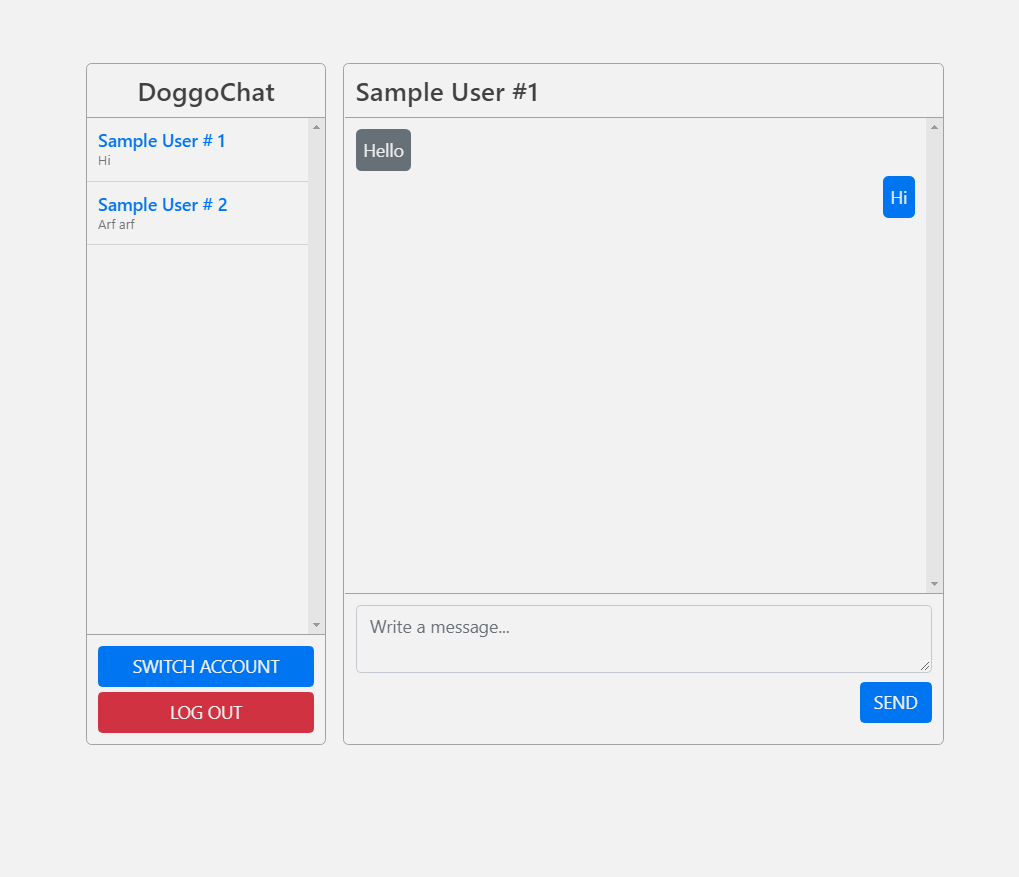 DoggoChat
Sample User # 1
Hi
Sample User # 2
Arf arf
SWITCH ACCOUNT
LOG OUT
Sample User #1
Hello
Hi
Write a message...
SEND